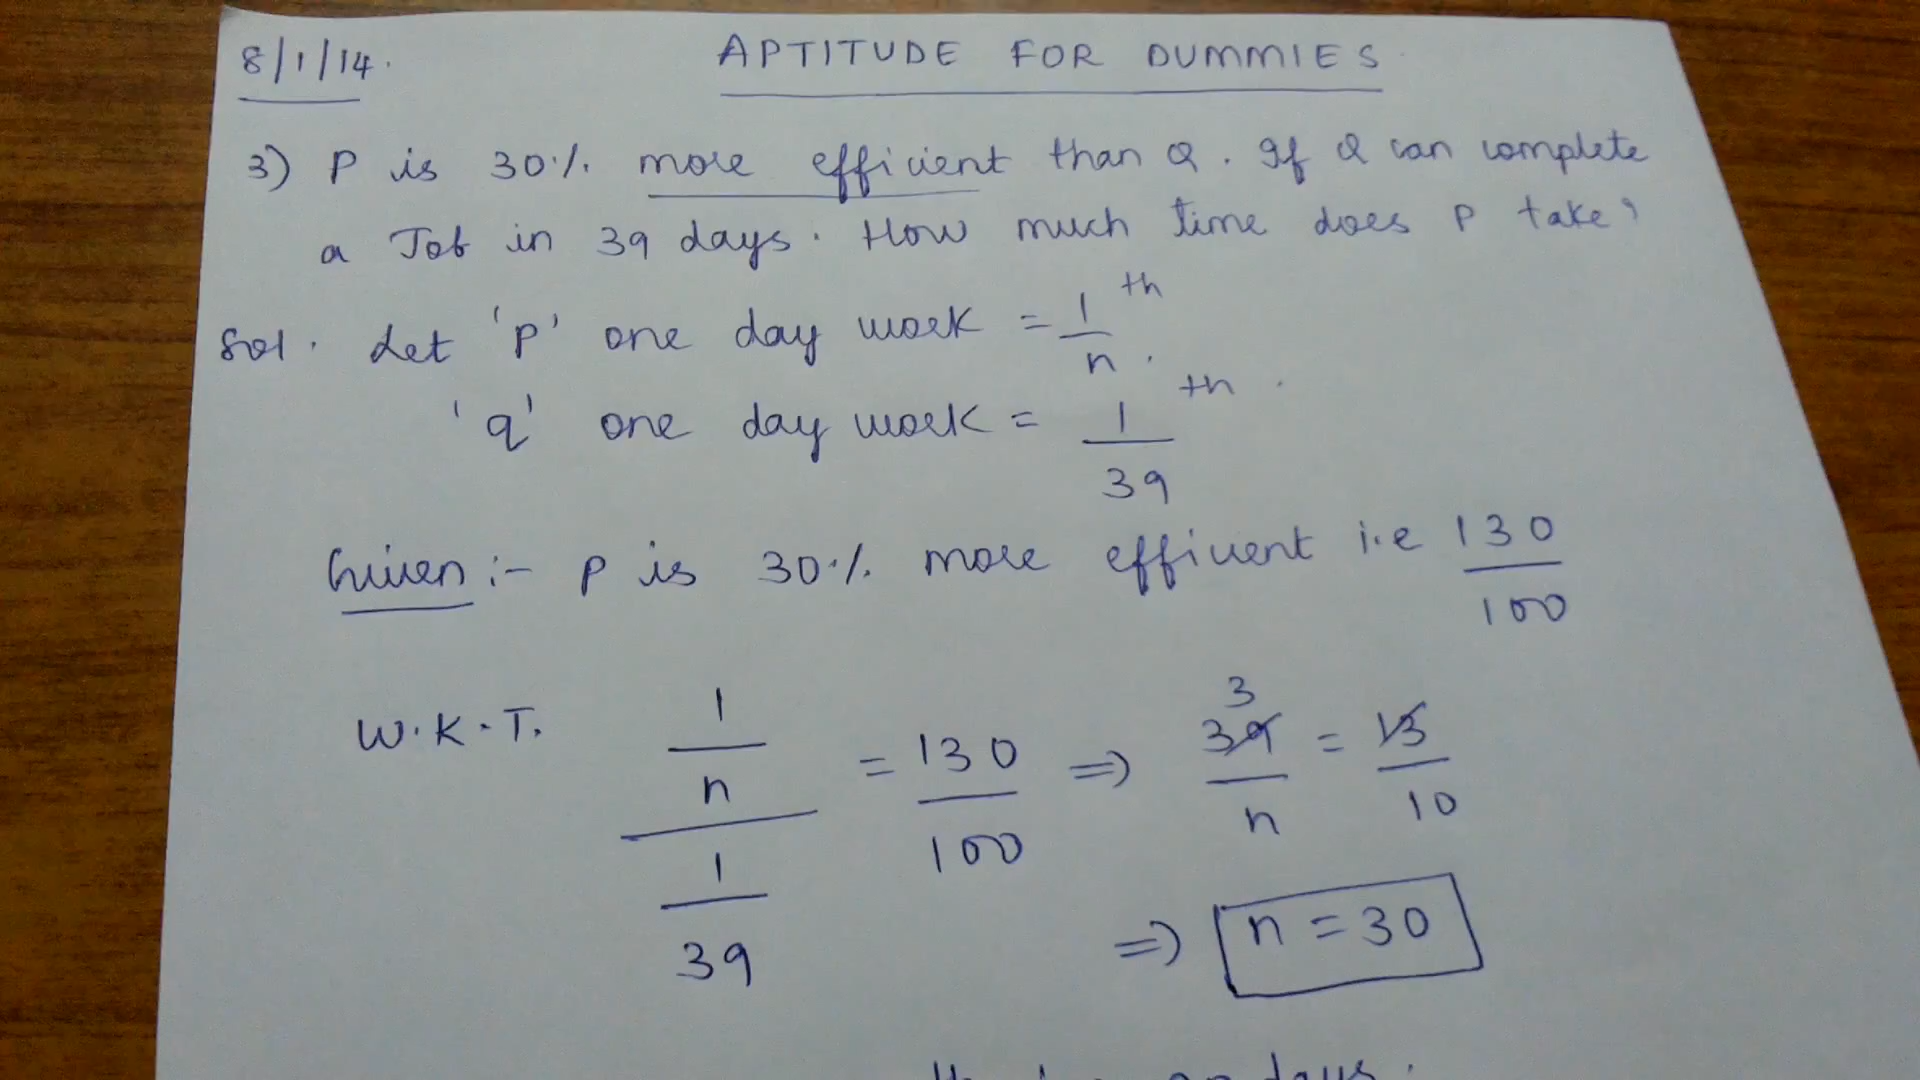 8/1/14.
APTITUDE FOR DUMMIES
3) P is 30% more efficient than Q. If Q can complete
a Job in 39 days. How much time does P take?
Sol. Let 'P' one day work = 1/n th.
'q' one day work = 1/39 th.
Given :- P is 30% more efficient i.e 130/100
W.K.T. (1/n)/(1/39) = 130/100 => 39/n = 13/10
3
=> n = 30
days.